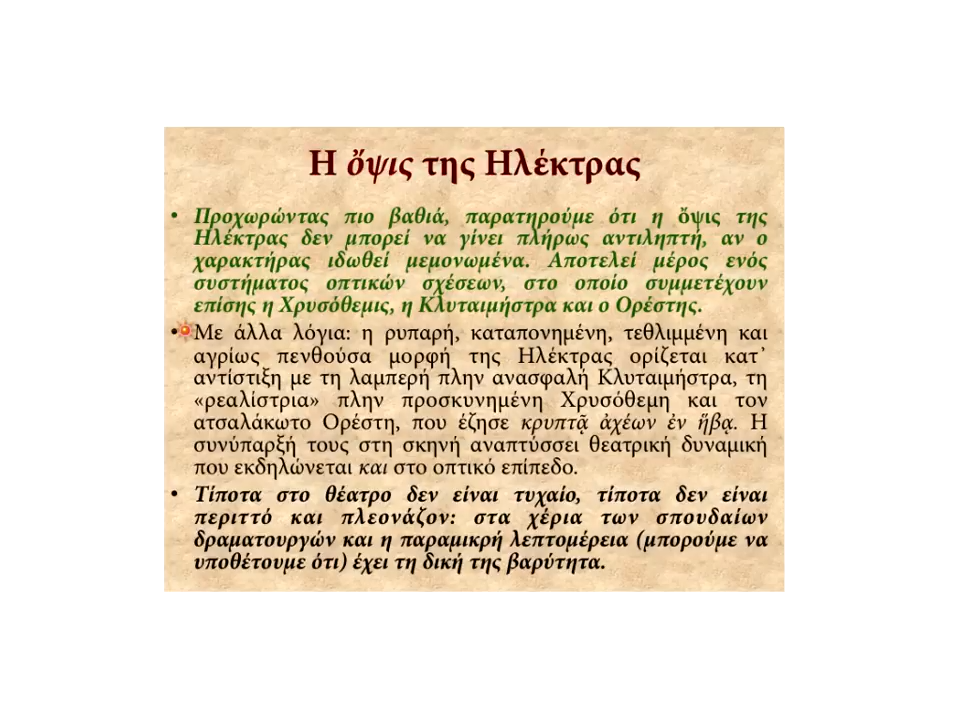 Η ὄψις της Ηλέκτρας
• Προχωρώντας πιο βαθιά, παρατηρούμε ότι η ὄψις της
Ηλέκτρας δεν μπορεί να γίνει πλήρως αντιληπτή, αν ο
χαρακτήρας ιδωθεί μεμονωμένα. Αποτελεί μέρος ενός
συστήματος οπτικών σχέσεων, στο οποίο συμμετέχουν
επίσης η Χρυσόθεμις, η Κλυταιμήστρα και ο Ορέστης.
• Με άλλα λόγια: η ρυπαρή, καταπονημένη, τεθλιμμένη και
αγρίως πενθούσα μορφή της Ηλέκτρας ορίζεται κατ᾽
αντίστιξη με τη λαμπερή πλην ανασφαλή Κλυταιμήστρα, τη
«ρεαλίστρια» πλην προσκυνημένη Χρυσόθεμη και τον
ατσαλάκωτο Ορέστη, που έζησε κρυπτᾷ ἀχέων ἐν ἥβᾳ. Η
συνύπαρξή τους στη σκηνή αναπτύσσει θεατρική δυναμική
που εκδηλώνεται και στο οπτικό επίπεδο.
• Τίποτα στο θέατρο δεν είναι τυχαίο, τίποτα δεν είναι
περιττό και πλεονάζον: στα χέρια των σπουδαίων
δραματουργών και η παραμικρή λεπτομέρεια (μπορούμε να
υποθέτουμε ότι) έχει τη δική της βαρύτητα.